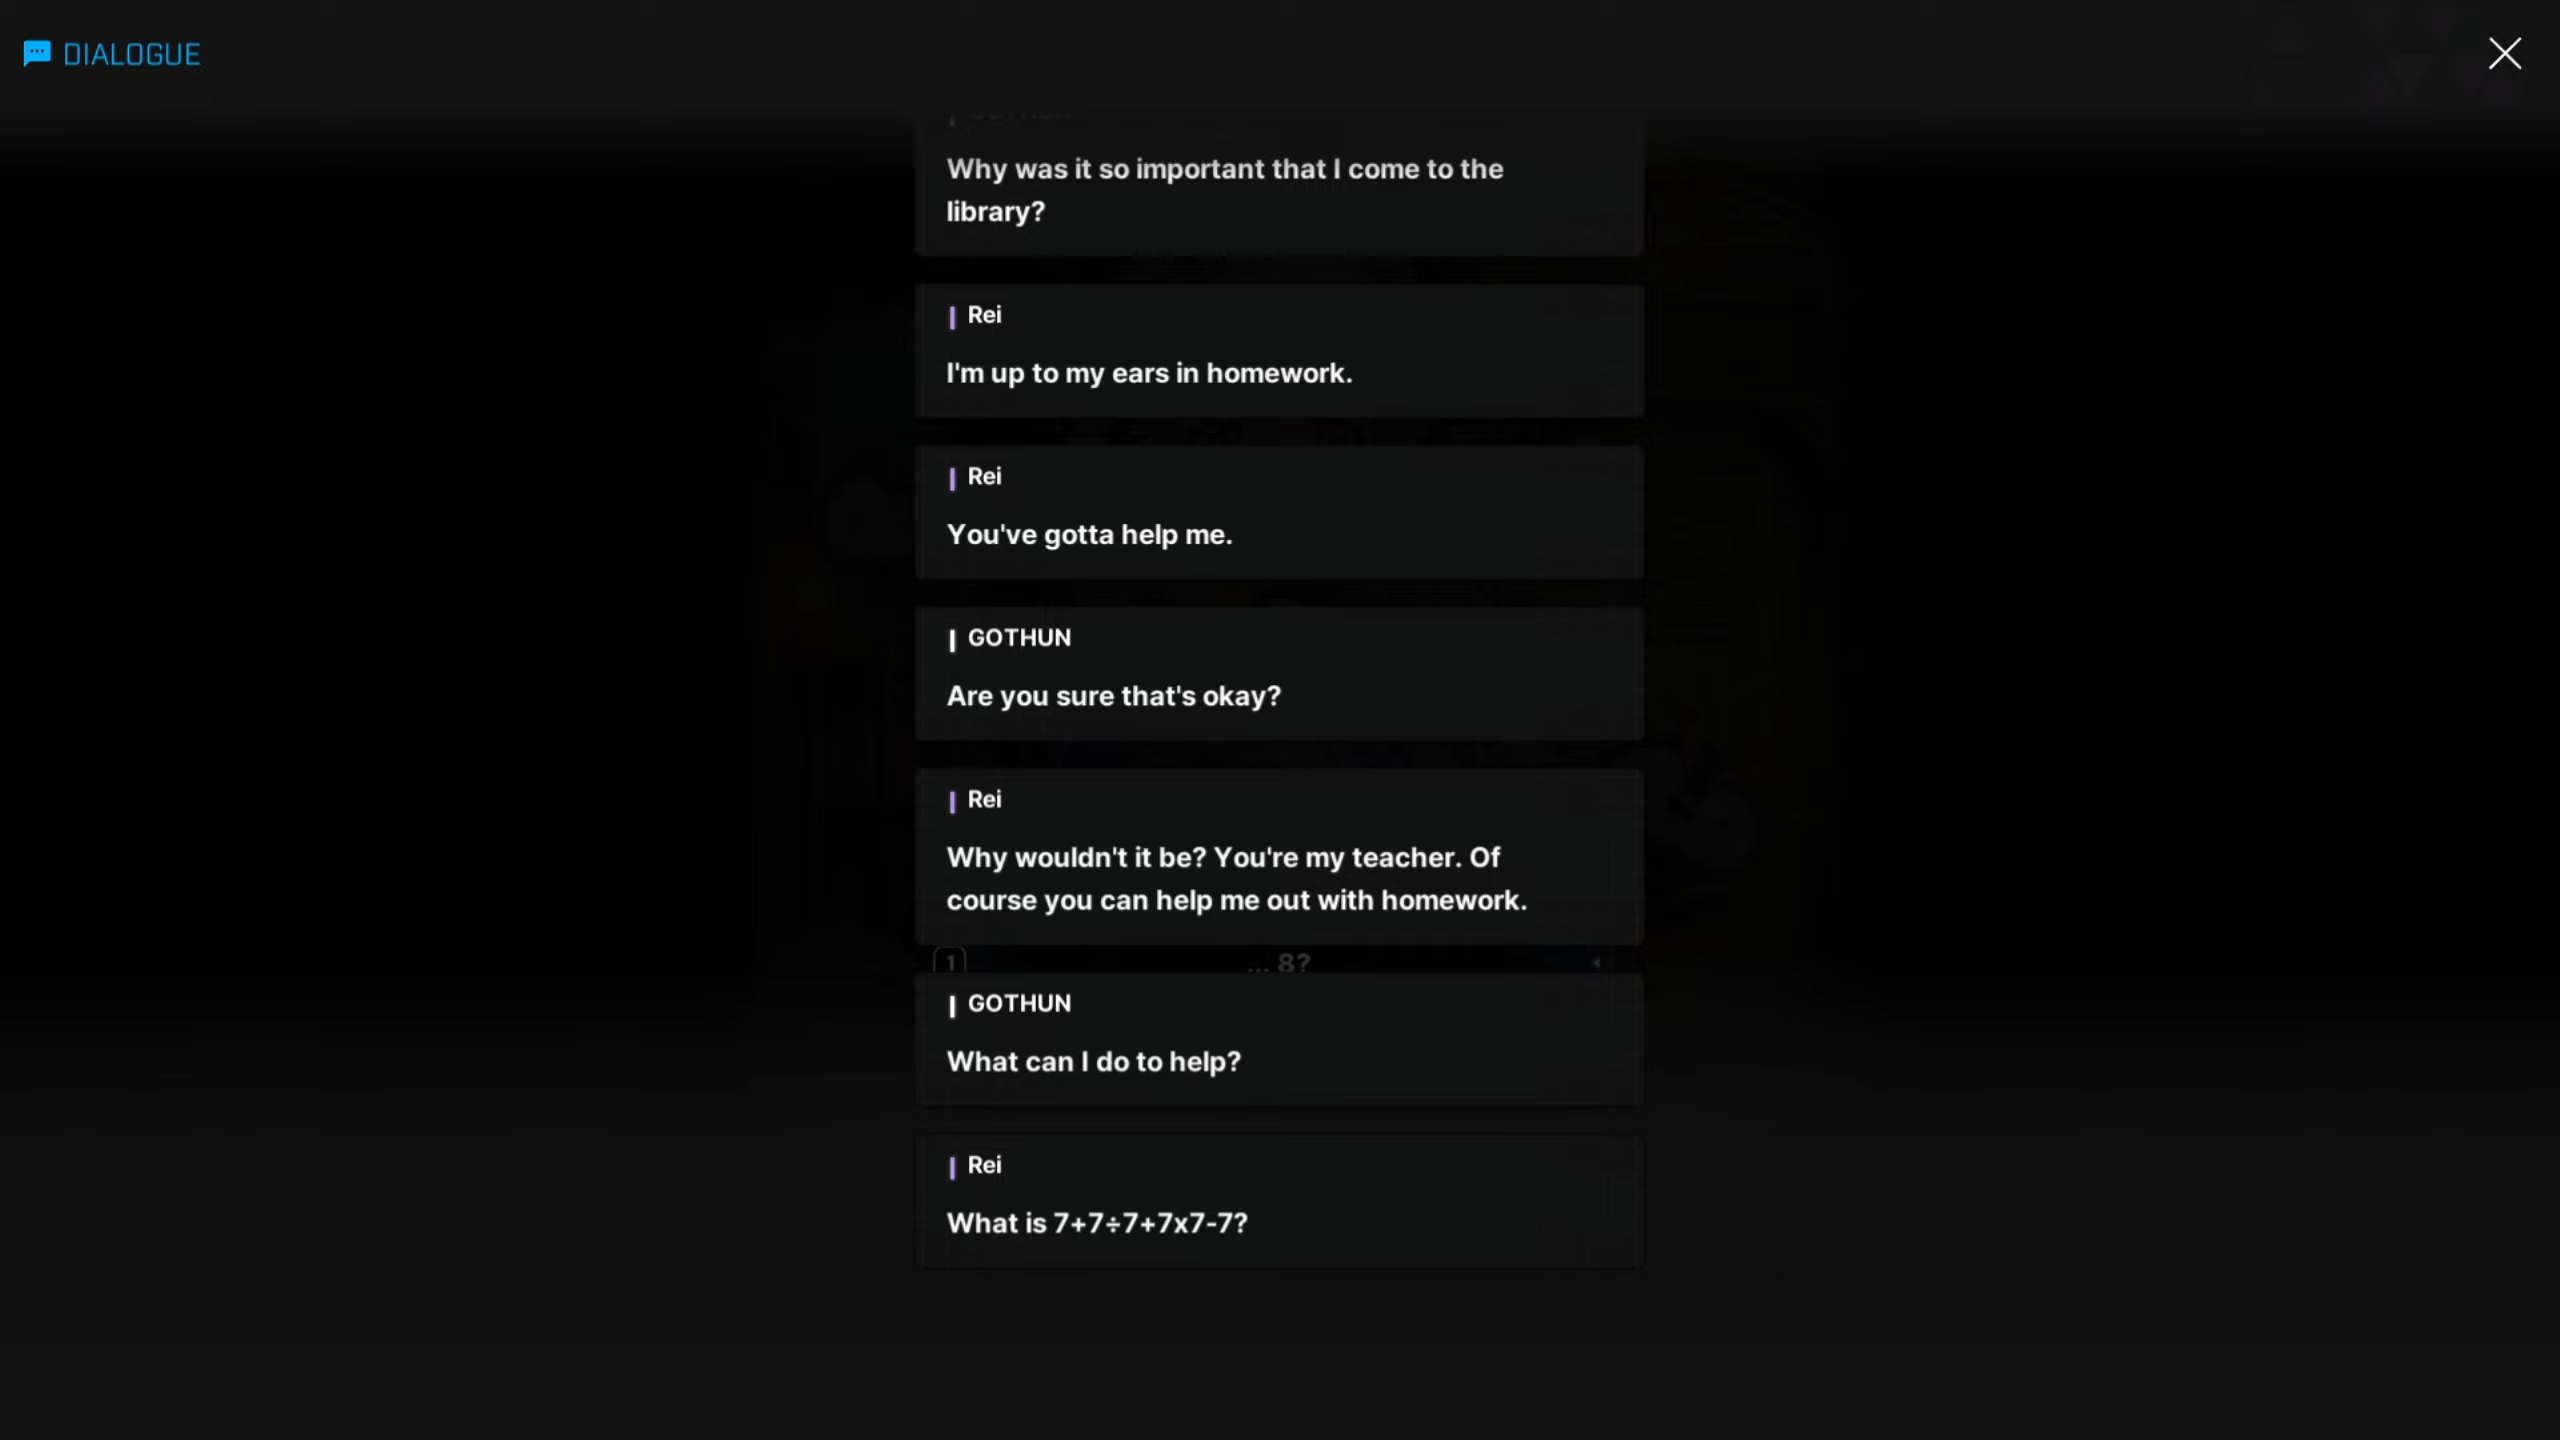 DIALOGUE
Why was it so important that I come to the
library?
Rei
I'm up to my ears in homework.
Rei
You've gotta help me.
GOTHUN
Are you sure that's okay?
Rei
Why wouldn't it be? You're my teacher. Of
course you can help me out with homework.
1 ... 8?
GOTHUN
What can I do to help?
Rei
What is 7+7÷7+7x7-7?